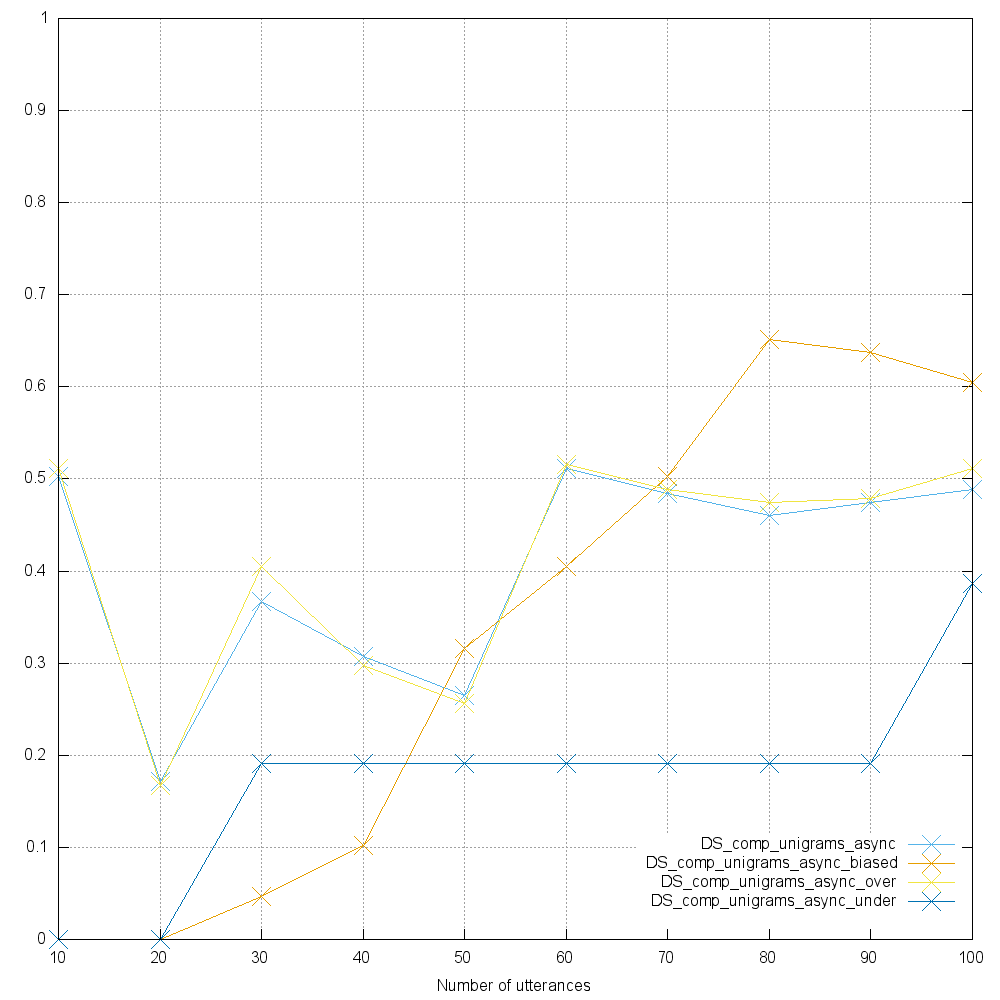 1
0.9
0.8
0.7
0.6
0.5
0.4
0.3
0.2
0.1
0
DS_comp_unigrams_async
DS_comp_unigrams_async_biased
DS_comp_unigrams_async_over
DS_comp_unigrams_async_under
10 20 30 40 50 60 70 80 90 100
Number of utterances